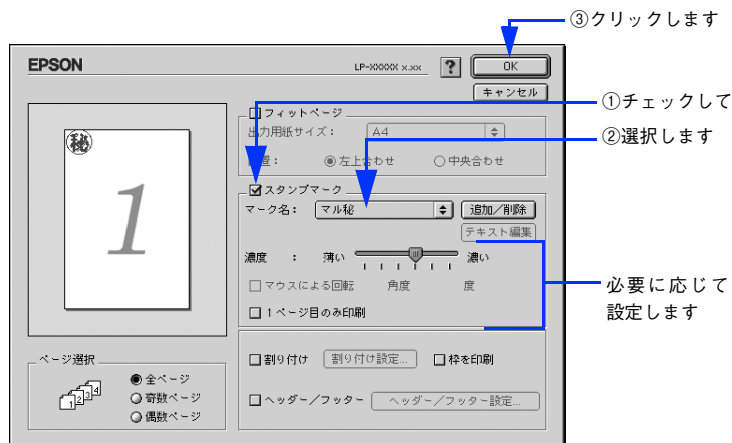 ③クリックします
EPSON
LP-XXXXX x.xx
?
OK
キャンセル
①チェックして
フィットページ
出力用紙サイズ：
A4
②選択します
置：
左上合わせ
中央合わせ
㊙
1
スタンプマーク
マーク名：
マル秘
追加／削除
テキスト編集
濃度　：
薄い
濃い
マウスによる回転
角度
度
1ページ目のみ印刷
必要に応じて
設定します
ページ選択
1 2 3 4
全ページ
奇数ページ
偶数ページ
割り付け
割り付け設定...
枠を印刷
ヘッダー／フッター
ヘッダー／フッター設定...